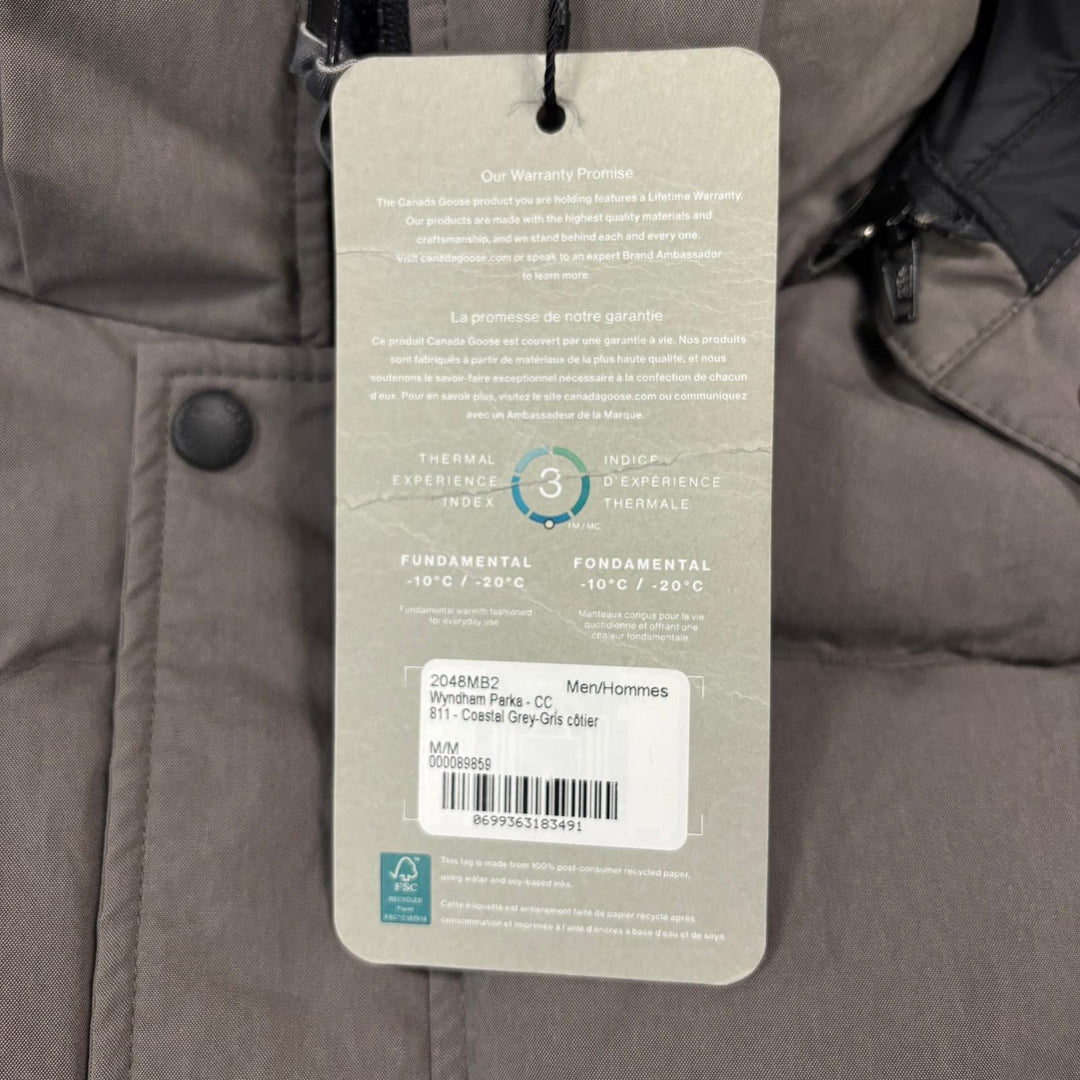 Our Warranty Promise
The Canada Goose product you are holding features a Lifetime Warranty.
Our products are made with the highest quality materials and
craftsmanship, and we stand behind each and every one.
Visit canadagoose.com or speak to an expert Brand Ambassador
to learn more.
La promesse de notre garantie
Ce produit Canada Goose est couvert par une garantie à vie. Nos produits
sont fabriqués à partir de matériaux de la plus haute qualité, et nous
soutenons le savoir-faire exceptionnel nécessaire à la confection de chacun
d'eux. Pour en savoir plus, visitez le site canadagoose.com ou communiquez
avec un Ambassadeur de la Marque.
THERMAL
EXPERIENCE
INDEX
3
INDICE
D'EXPÉRIENCE
THERMALE
TM/MC
FUNDAMENTAL
-10°C / -20°C
Fundamental warmth fashioned
for everyday use
FONDAMENTAL
-10°C / -20°C
Manteaux conçus pour la vie
quotidienne et offrant une
chaleur fondamentale
2048MB2 Men/Hommes
Wyndham Parka - CC
811 - Coastal Grey-Gris côtier
M/M
000089859
0699363183491
FSC
RECYCLED
Paper
This tag is made from 100% post-consumer recycled paper,
using water and soy-based inks.
Cette étiquette est entièrement faite de papier recyclé après
consommation et imprimée à l'aide d'encres à base d'eau et de soya.